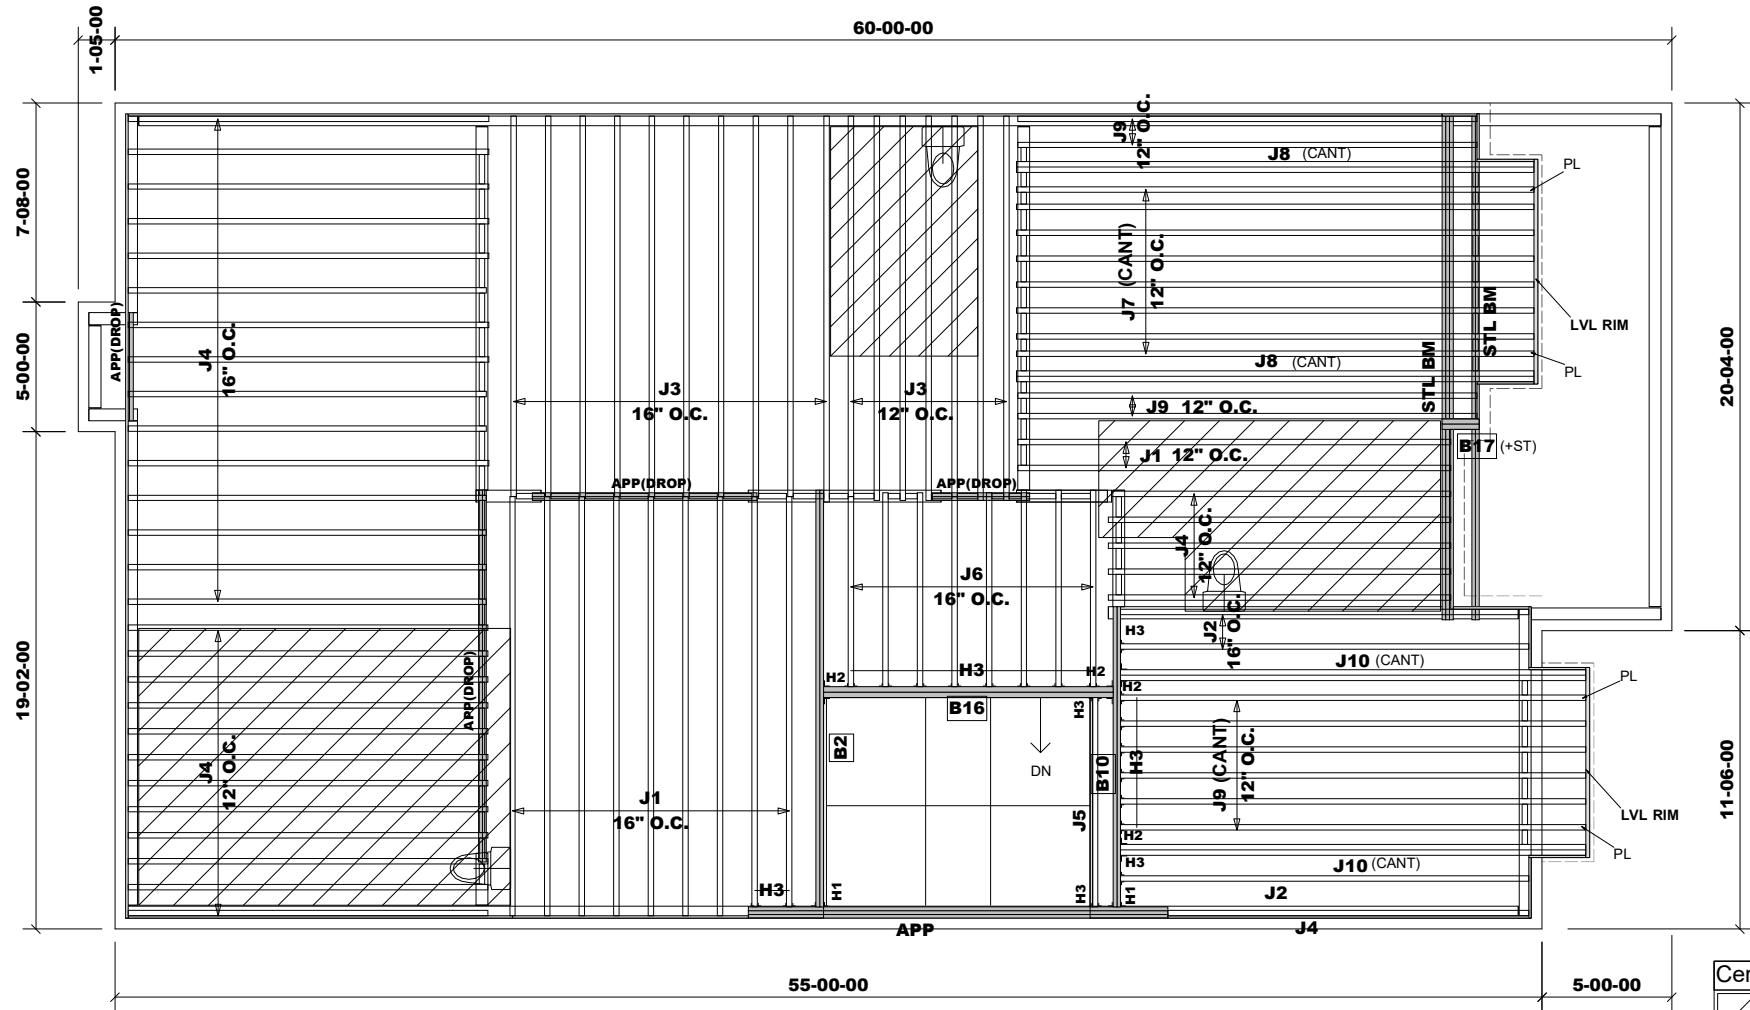 60-00-00
1-05-00
J9
12" O.C.
J8 (CANT)
PL
7-08-00
J7 (CANT)
12" O.C.
LVL RIM
STL BM
APP(DROP)
J4
16" O.C.
5-00-00
20-04-00
STL BM
J8 (CANT)
PL
J3
16" O.C.
J3
12" O.C.
J9 12" O.C.
B17 (+ST)
J1 12" O.C.
APP(DROP)
APP(DROP)
J4
12" O.C.
J6
16" O.C.
J2
16" O.C.
H3
J10 (CANT)
19-02-00
APP(DROP)
H2
H3
H2
H2
PL
B16
H3
B2
DN
B10
H3
J9 (CANT)
12" O.C.
J4
12" O.C.
11-06-00
J1
16" O.C.
J5
LVL RIM
H2
PL
H3
J10 (CANT)
H3
H1
H3
H1
J2
APP
J4
55-00-00
5-00-00
Cer